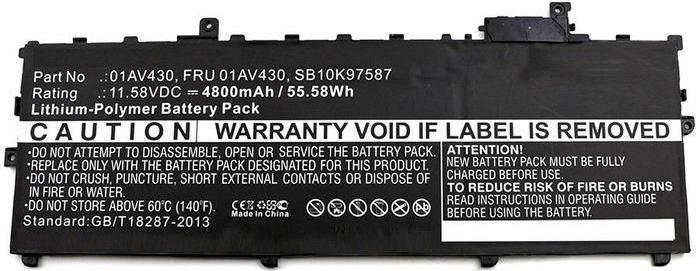 Part No .:01AV430, FRU 01AV430, SB10K97587
Rating :11.58VDC 4800mAh/55.58Wh
Lithium-Polymer Battery Pack
CAUTION WARRANTY VOID IF LABEL IS REMOVED
•DO NOT ATTEMPT TO DISASSEMBLE, OPEN OR SERVICE THE BATTERY.
•REPLACE ONLY WITH THE BATTERY PACK DESIGNATED FOR THIS PRODUCT.
•DO NOT CRUSH, PUNCTURE, SHORT EXTERNAL CONTACTS OR DISPOSE OF
IN FIRE OR WATER.
•DO NOT STORE ABOVE 60°C (140°F).
Standard:GB/T18287-2013
CE
Made In China
ATTENTION!
NEW BATTERY PACK MUST BE FULLY
CHARGED BEFORE USE.
TO REDUCE RISK OF FIRE OR BURNS
READ INSTRUCTIONS IN OPERATING GUIDE
BEFORE USING THIS PRODUCT.